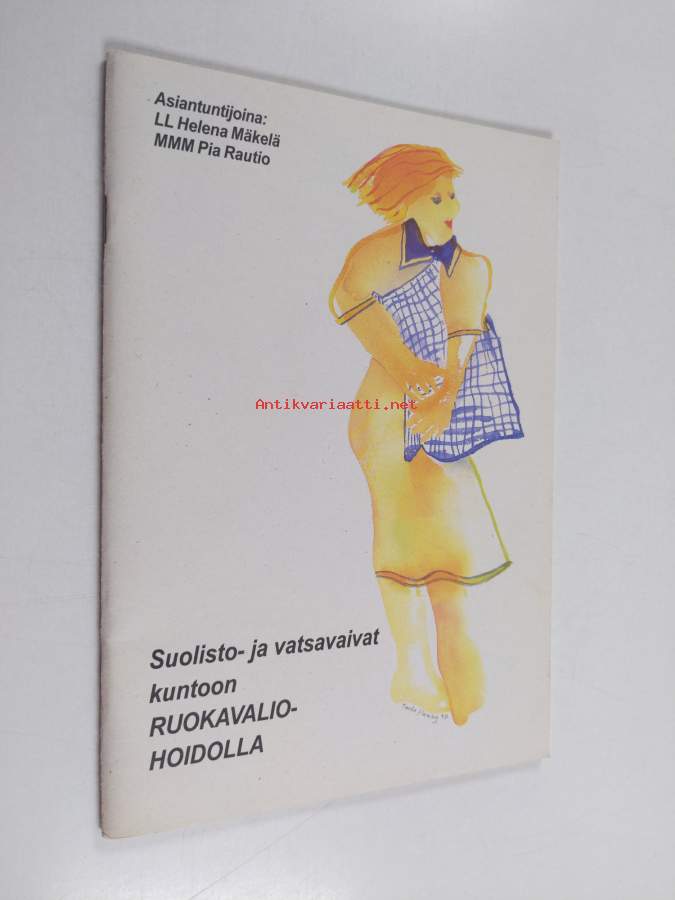 Asiantuntijoina:
LL Helena Mäkelä
MMM Pia Rautio
Antikvariaatti.net
Suolisto- ja vatsavaivat
kuntoon
RUOKAVALIO-
HOIDOLLA